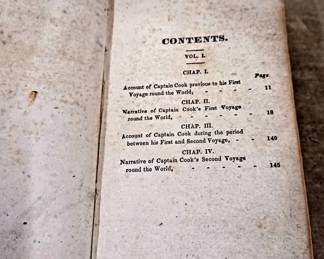 CONTENTS.
VOL. I.
CHAP. I.
Page.
Account of Captain Cook previous to his First
Voyage round the World, - - - - 11
CHAP. II.
Narrative of Captain Cook's First Voyage
round the World, - - - - - 18
CHAP. III.
Account of Captain Cook during the period
between his First and Second Voyage, - 140
CHAP. IV.
Narrative of Captain Cook's Second Voyage
round the World - - - - - 145